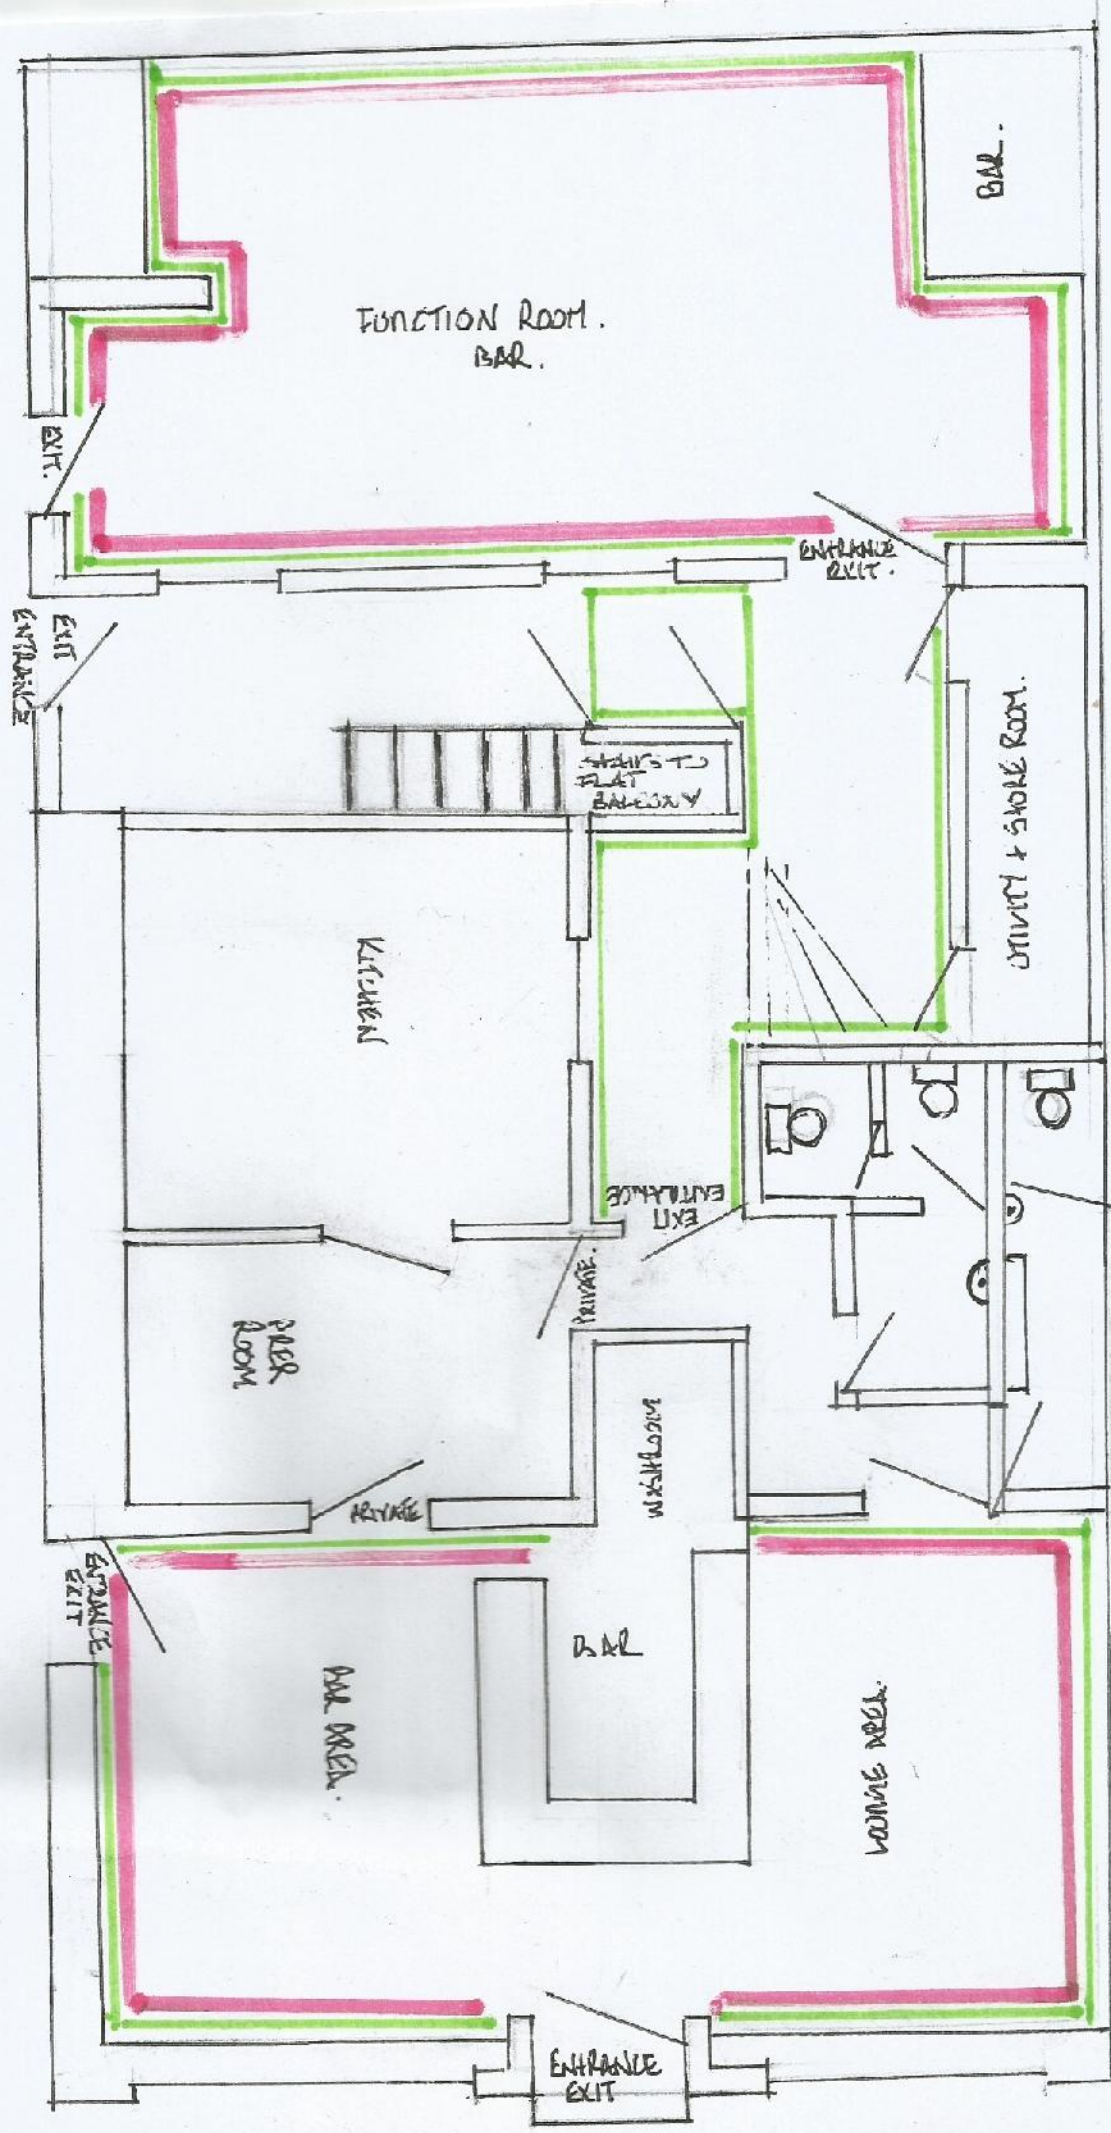 BAR.
FUNCTION ROOM.
BAR.
EXIT.
ENTRANCE
EXIT.
EXIT
ENTRANCE
STAIRS TO
FLAT
BALCONY
UTILITY + STORE ROOM.
KITCHEN
ENTRANCE
EXIT
PRIVATE.
BEER
ROOM
WASHROOM
PRIVATE
ENTRANCE
EXIT
BAR
BAR AREA.
LOUNGE AREA.
ENTRANCE
EXIT